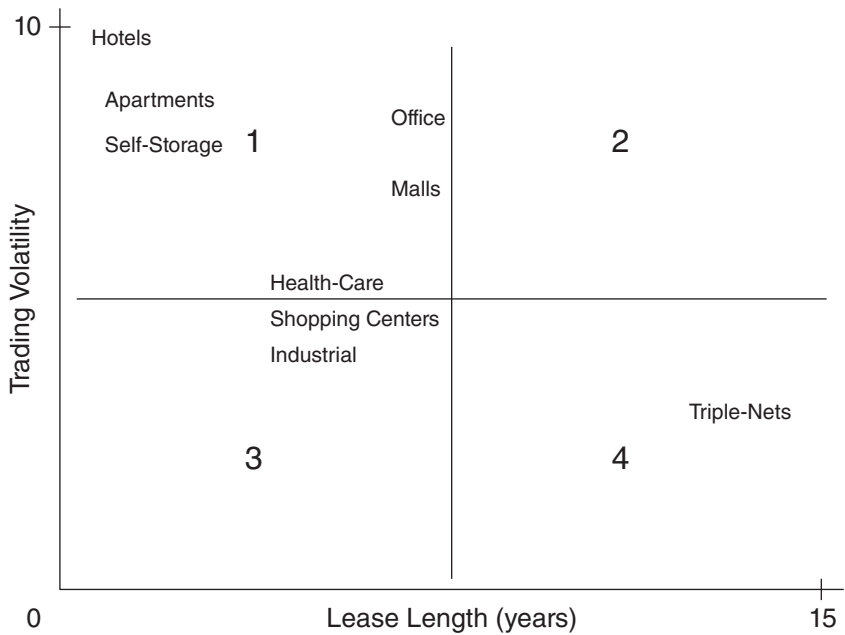 10
Hotels
Apartments
Office
Self-Storage
1
2
Malls
Trading Volatility
Health-Care
Shopping Centers
Industrial
Triple-Nets
3
4
0
Lease Length (years)
15